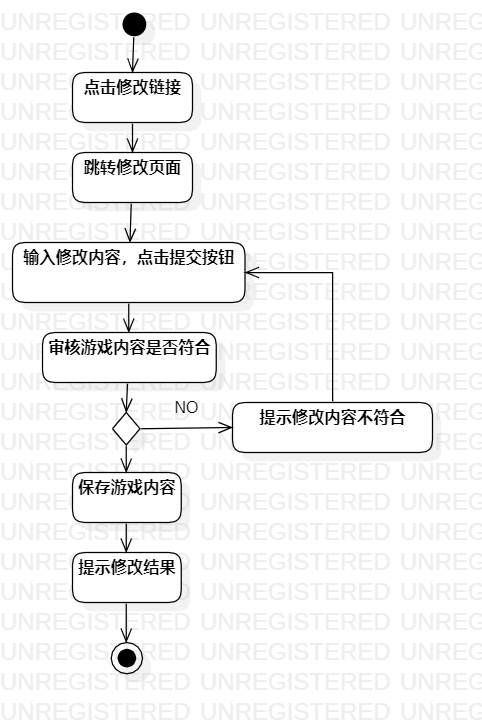 点击修改链接
跳转修改页面
输入修改内容，点击提交按钮
审核游戏内容是否符合
NO
提示修改内容不符合
保存游戏内容
提示修改结果
UNREGISTERED